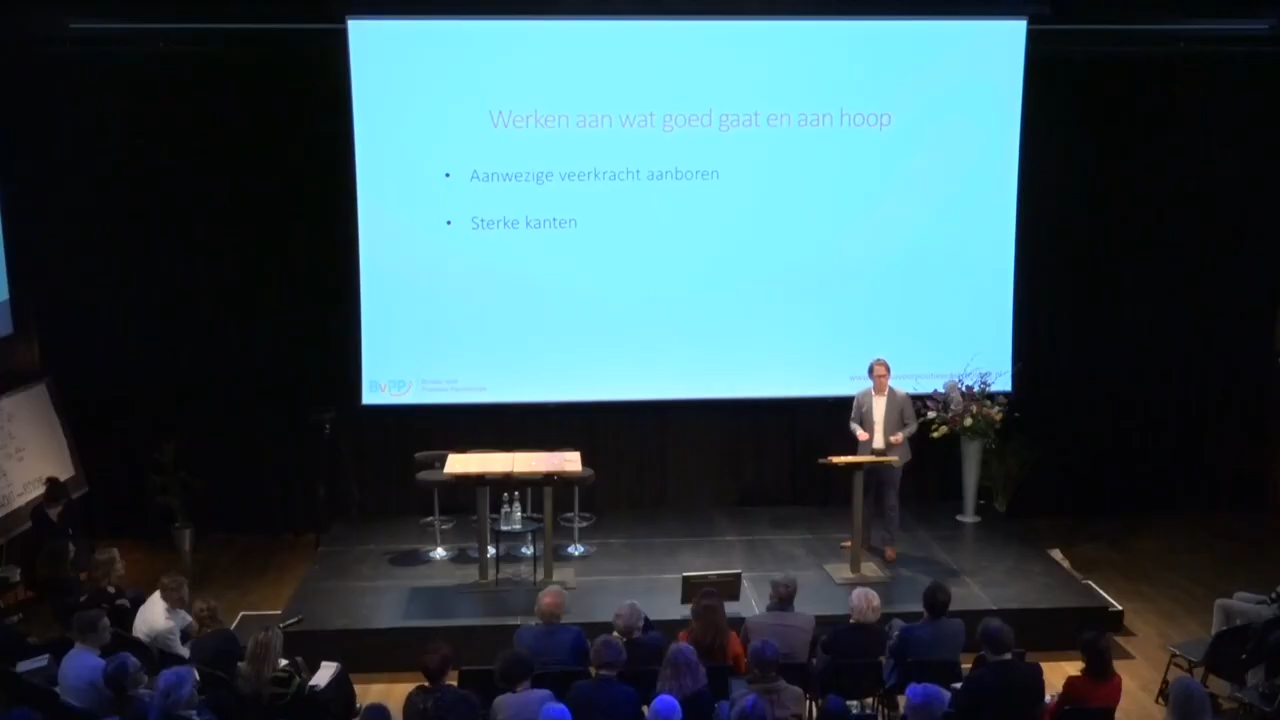 Werken aan wat goed gaat en aan hoop
• Aanwezige veerkracht aanboren
• Sterke kanten
BvPP